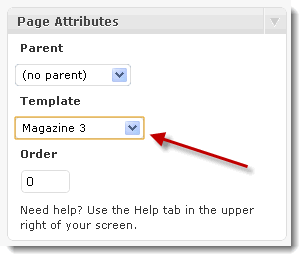 Page Attributes
Parent
(no parent)
Template
Magazine 3
Order
0
Need help? Use the Help tab in the upper
right of your screen.